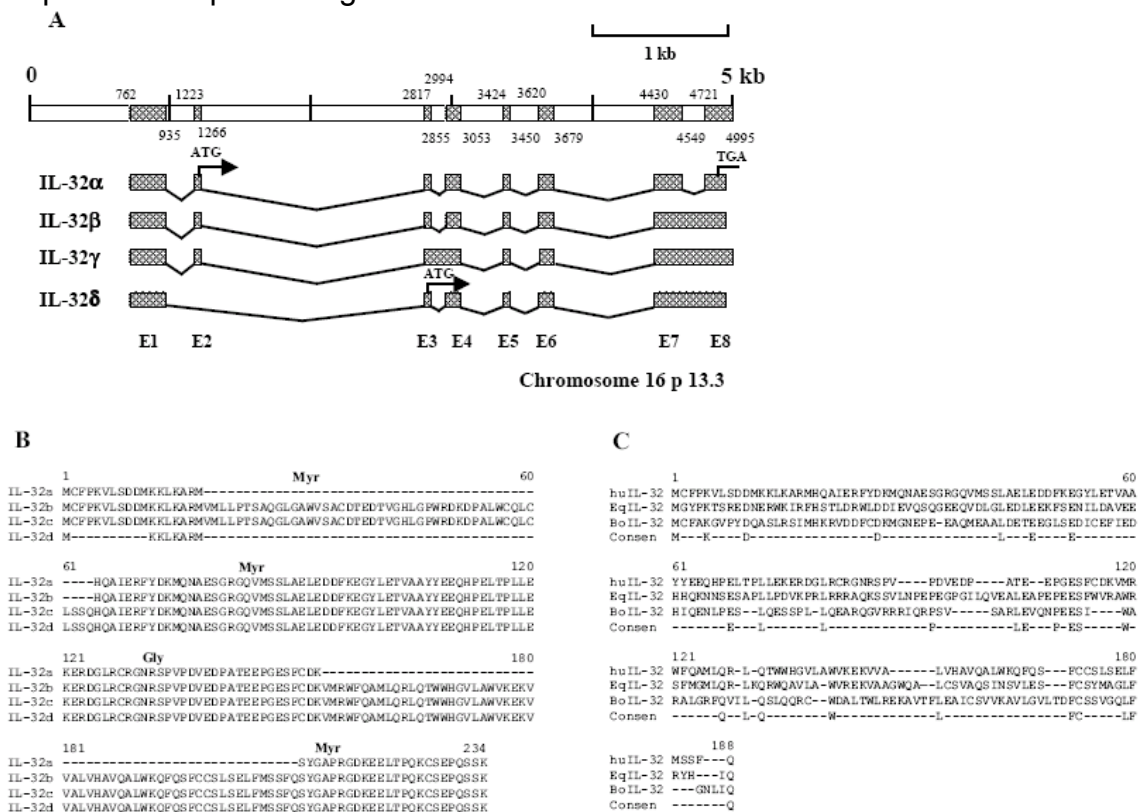 A
1 kb
0
5 kb
762 1223 2817 2994 3424 3620 4430 4721
935 1266 2855 3053 3450 3679 4549 4995
ATG TGA
IL-32α
IL-32β
IL-32γ
ATG
IL-32δ
E1 E2 E3 E4 E5 E6 E7 E8
Chromosome 16 p 13.3
B
1 Myr 60
IL-32a MCFPKVLSDDMKKLKARM------------------------------------------
IL-32b MCFPKVLSDDMKKLKARMVMLLPTSAQGLGAWVSACDTEDTVGHLGPWRDKDPALWCQLC
IL-32c MCFPKVLSDDMKKLKARMVMLLPTSAQGLGAWVSACDTEDTVGHLGPWRDKDPALWCQLC
IL-32d M----------KKLKARM------------------------------------------
61 Myr 120
IL-32a ----HQAIERFYDKMQNAESGRGQVMSSLAELEDDFKEGYLETVAAYYEEQHPELTPLLE
IL-32b ----HQAIERFYDKMQNAESGRGQVMSSLAELEDDFKEGYLETVAAYYEEQHPELTPLLE
IL-32c LSSQHQAIERFYDKMQNAESGRGQVMSSLAELEDDFKEGYLETVAAYYEEQHPELTPLLE
IL-32d LSSQHQAIERFYDKMQNAESGRGQVMSSLAELEDDFKEGYLETVAAYYEEQHPELTPLLE
121 Gly 180
IL-32a KERDGLRCRGNRSPVPDVEDPATEEPGESFCDK---------------------------
IL-32b KERDGLRCRGNRSPVPDVEDPATEEPGESFCDKVMRWFQAMLQRLQTWWHGVLAWVKEKV
IL-32c KERDGLRCRGNRSPVPDVEDPATEEPGESFCDKVMRWFQAMLQRLQTWWHGVLAWVKEKV
IL-32d KERDGLRCRGNRSPVPDVEDPATEEPGESFCDKVMRWFQAMLQRLQTWWHGVLAWVKEKV
181 Myr 234
IL-32a ------------------------------SYGAPRGDKEELTPQKCSEPQSSK
IL-32b VALVHAVQALWKQFQSFCCSLSELFMSSFQSYGAPRGDKEELTPQKCSEPQSSK
IL-32c VALVHAVQALWKQFQSFCCSLSELFMSSFQSYGAPRGDKEELTPQKCSEPQSSK
IL-32d VALVHAVQALWKQFQSFCCSLSELFMSSFQSYGAPRGDKEELTPQKCSEPQSSK
C
1 60
huIL-32 MCFPKVLSDDMKKLKARMHQAIERFYDKMQNAESGRGQVMSSLAELEDDFKEGYLETVAA
EqIL-32 MGYPKTSREDNERWKIRFHSTLDRWLDDIEVQSQGEEQVDLGLEDLEEKFSENILDAVEE
BoIL-32 MCFAKGVPYDQASLRSIMHKRVDDFCDKMGNEPE-EAQMEAALDETEEGLSEDICEFIED
Consen M---K----D----------------D---------------L---E----E--------
61 120
huIL-32 YYEEQHPELTPLLEKERDGLRCRGNRSPV----PDVEDP----ATE--EPGESFCDKVMR
EqIL-32 HHQKNNSESAPLLPDVKPRLRRRAQKSSVLNPEGPGILQVEALEAPEPEESFWVRAWR
BoIL-32 HIQENLPES--LQESSPL-LQEARQGVRRRIQRPSV-----SARLEVQNPEESI----WA
Consen -------E---L-------L-------------P----------LE--P-ES-----W-
121 180
huIL-32 WFQAMLQR-L-QTWWHGVLAWVKEKVVA------LVHAVQALWKQFQS---FCCSLSELF
EqIL-32 SFMGMLQR-LKQRWQAVLA-WVREKVAAGWQA--LCSVAQSINSVLES---FCSYMAGLF
BoIL-32 RALGRFQVIL-QSLQQRC--WDALTWLREKAVTFLEAICSVVKAVLGVLTDFCSSVGQLF
Consen ------Q--L-Q--------W-------------L----------------FC-----LF
188
huIL-32 MSSF---Q
EqIL-32 RYH---IQ
BoIL-32 ---GNLIQ
Consen -------Q